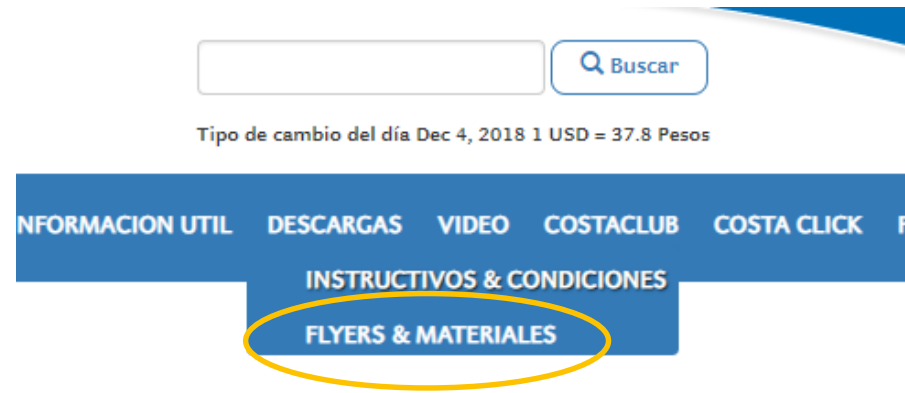 Buscar
Tipo de cambio del día Dec 4, 2018 1 USD = 37.8 Pesos
NFORMACION UTIL DESCARGAS VIDEO COSTACLUB COSTA CLICK
INSTRUCTIVOS & CONDICIONES
FLYERS & MATERIALES